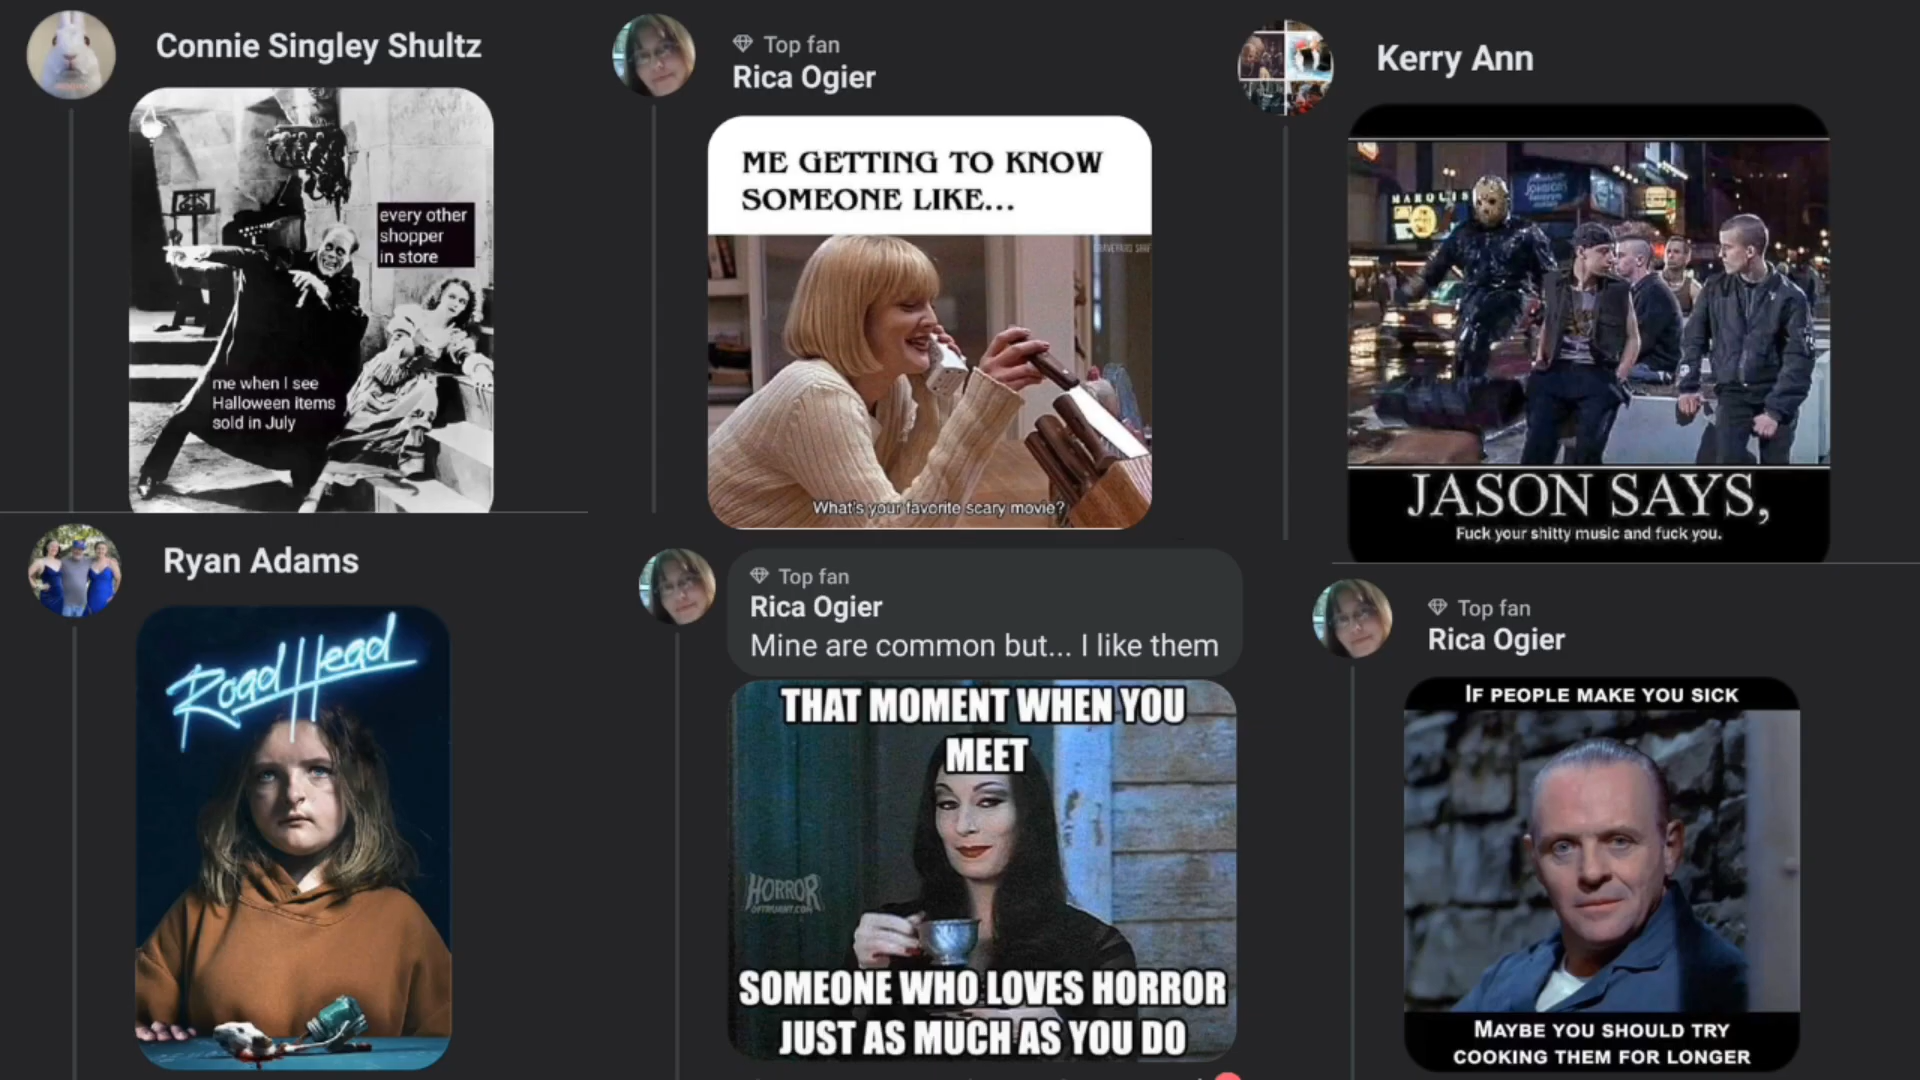 Connie Singley Shultz
every other
shopper
in store
me when I see
Halloween items
sold in July
Top fan
Rica Ogier
ME GETTING TO KNOW
SOMEONE LIKE...
What's your favorite scary movie?
Kerry Ann
MARQUIS
JASON SAYS,
Fuck your shitty music and fuck you.
Ryan Adams
Road Head
Top fan
Rica Ogier
Mine are common but... I like them
THAT MOMENT WHEN YOU
MEET
HORROR
SOMEONE WHO LOVES HORROR
JUST AS MUCH AS YOU DO
Top fan
Rica Ogier
IF PEOPLE MAKE YOU SICK
MAYBE YOU SHOULD TRY
COOKING THEM FOR LONGER